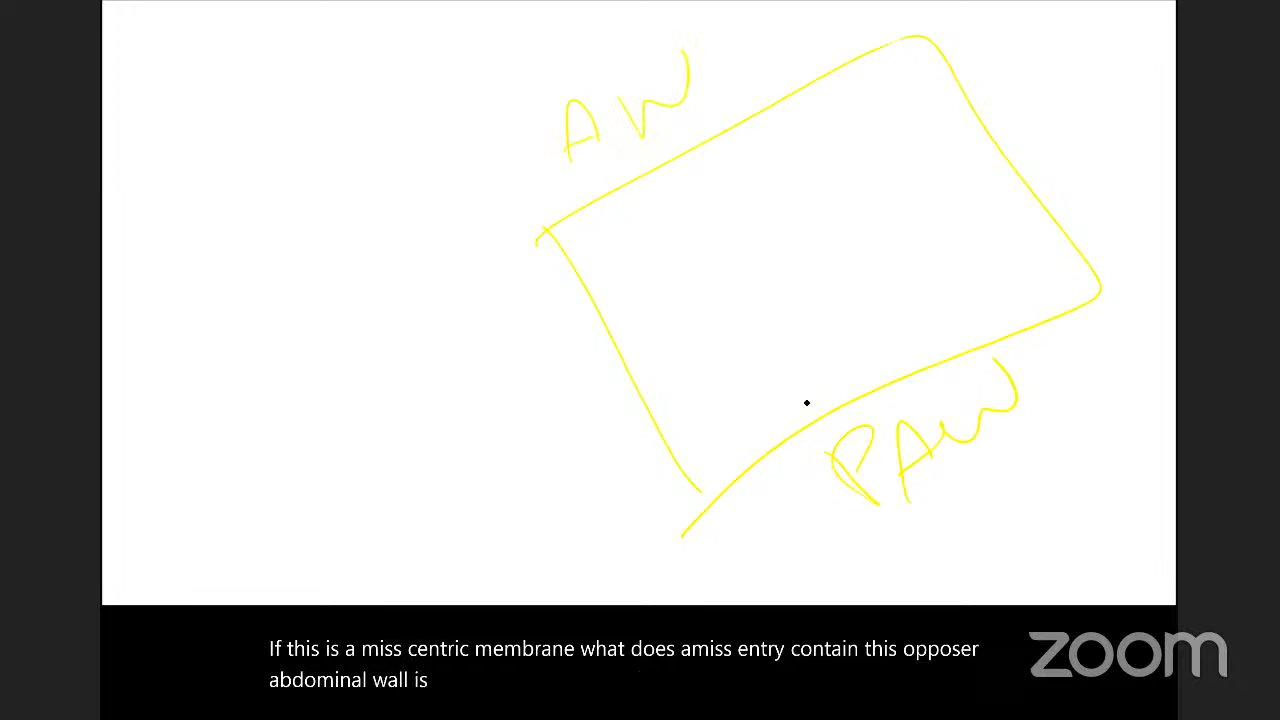 AW
PAW
If this is a miss centric membrane what does amiss entry contain this opposer
abdominal wall is
zoom